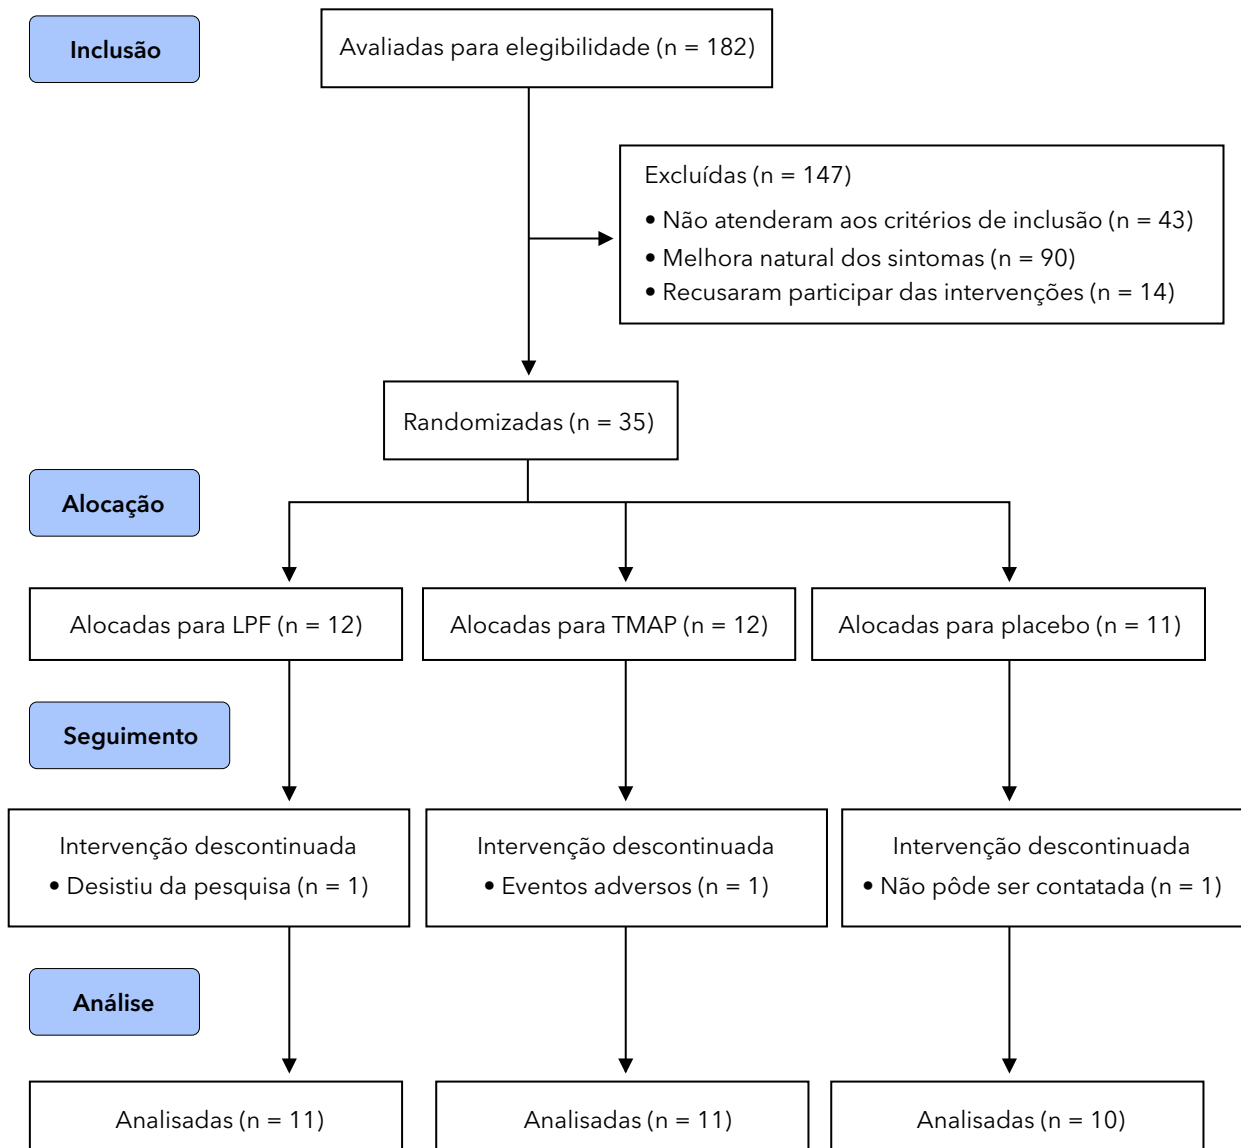 Inclusão
Avaliadas para elegibilidade (n = 182)
Excluídas (n = 147)
• Não atenderam aos critérios de inclusão (n = 43)
• Melhora natural dos sintomas (n = 90)
• Recusaram participar das intervenções (n = 14)
Randomizadas (n = 35)
Alocação
Alocadas para LPF (n = 12)
Alocadas para TMAP (n = 12)
Alocadas para placebo (n = 11)
Seguimento
Intervenção descontinuada
• Desistiu da pesquisa (n = 1)
Intervenção descontinuada
• Eventos adversos (n = 1)
Intervenção descontinuada
• Não pôde ser contatada (n = 1)
Análise
Analisadas (n = 11)
Analisadas (n = 11)
Analisadas (n = 10)